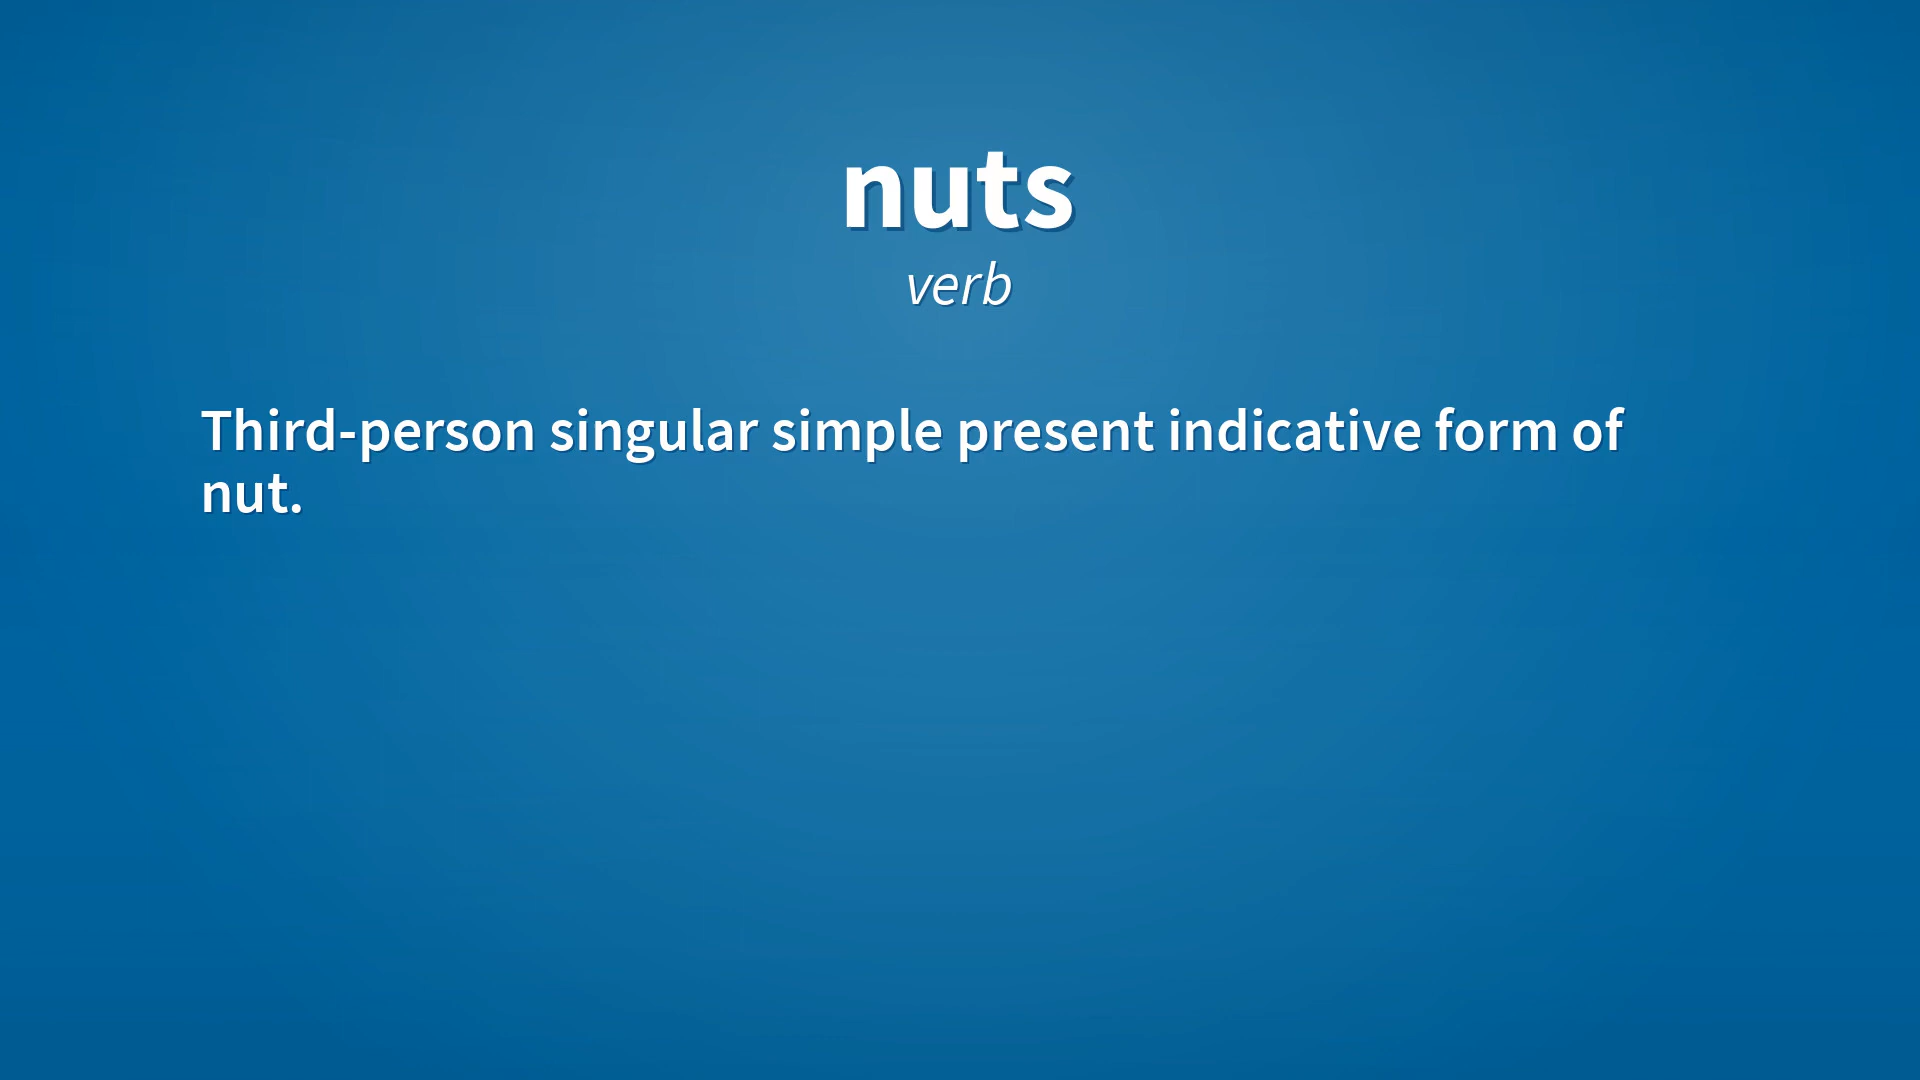 nuts
verb
Third-person singular simple present indicative form of
nut.